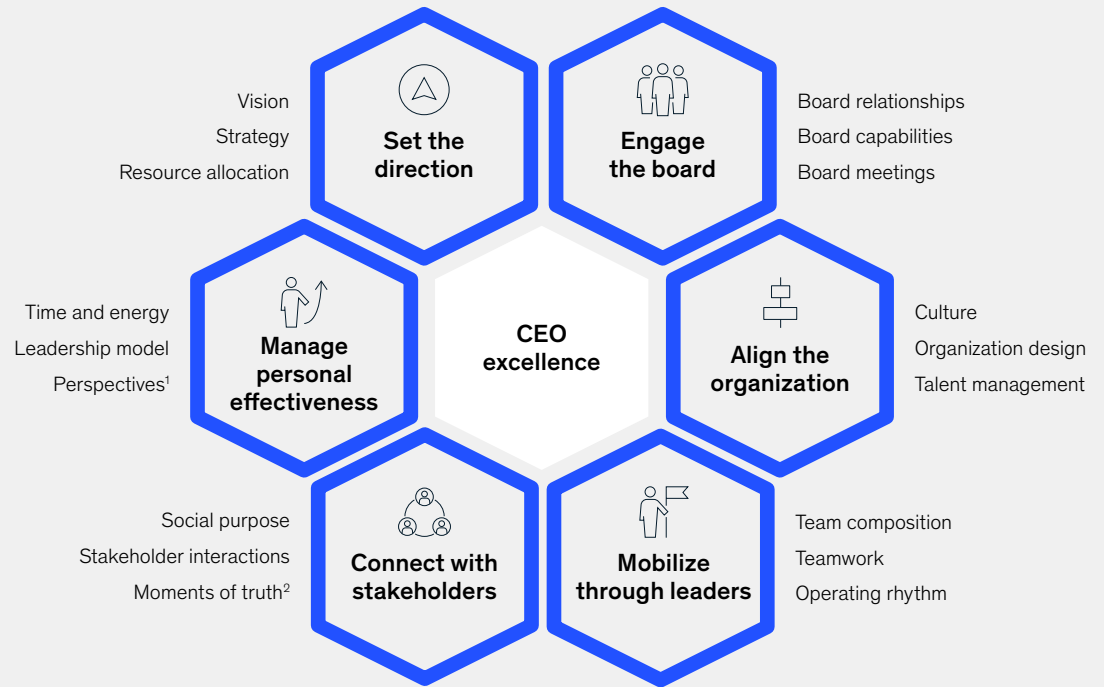 Vision
Strategy
Resource allocation
Set the
direction
Engage
the board
Board relationships
Board capabilities
Board meetings
Time and energy
Leadership model
Perspectives¹
Manage
personal
effectiveness
CEO
excellence
Align the
organization
Culture
Organization design
Talent management
Social purpose
Stakeholder interactions
Moments of truth²
Connect with
stakeholders
Mobilize
through leaders
Team composition
Teamwork
Operating rhythm